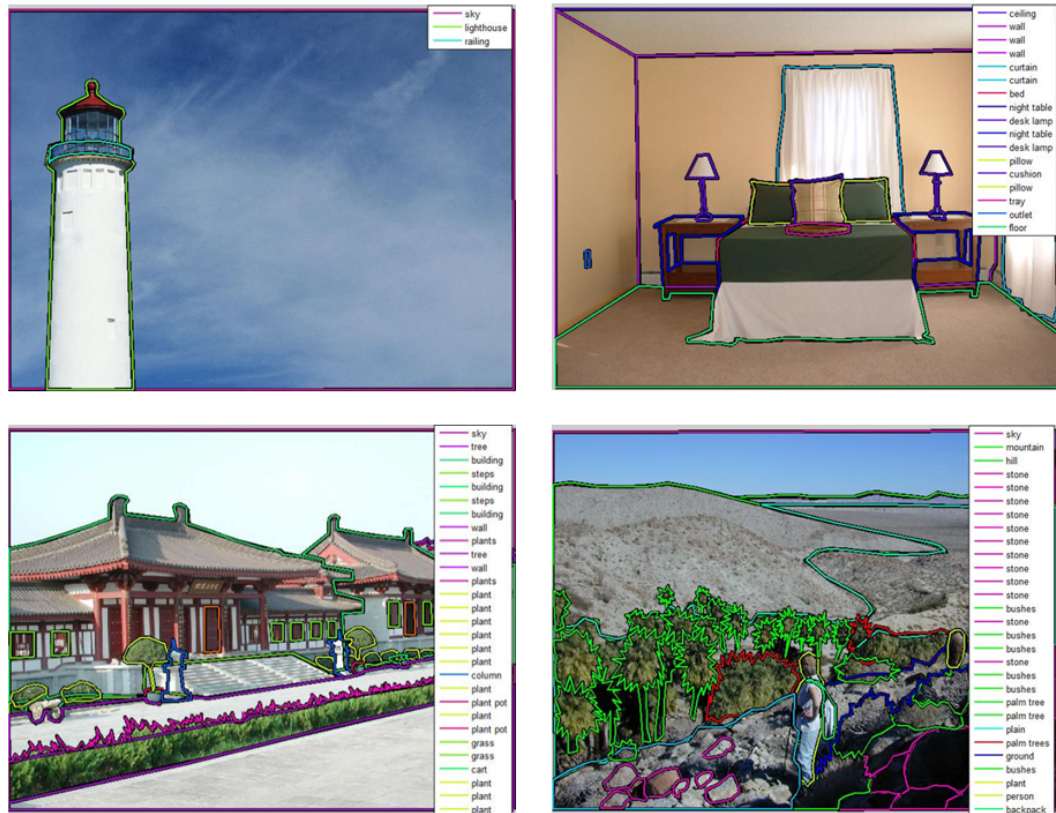 sky
lighthouse
railing
ceiling
wall
wall
wall
curtain
curtain
bed
night table
desk lamp
night table
desk lamp
pillow
cushion
pillow
tray
outlet
floor
sky
tree
building
steps
building
steps
building
wall
plants
tree
wall
plants
plant
plant
plant
plant
plant
plant
column
plant
plant pot
plant
plant pot
grass
grass
cart
plant
plant
plant
sky
mountain
hill
stone
stone
stone
stone
stone
stone
stone
stone
stone
stone
bushes
stone
bushes
bushes
stone
bushes
bushes
palm tree
palm tree
plain
palm trees
ground
bushes
plant
person
backpack